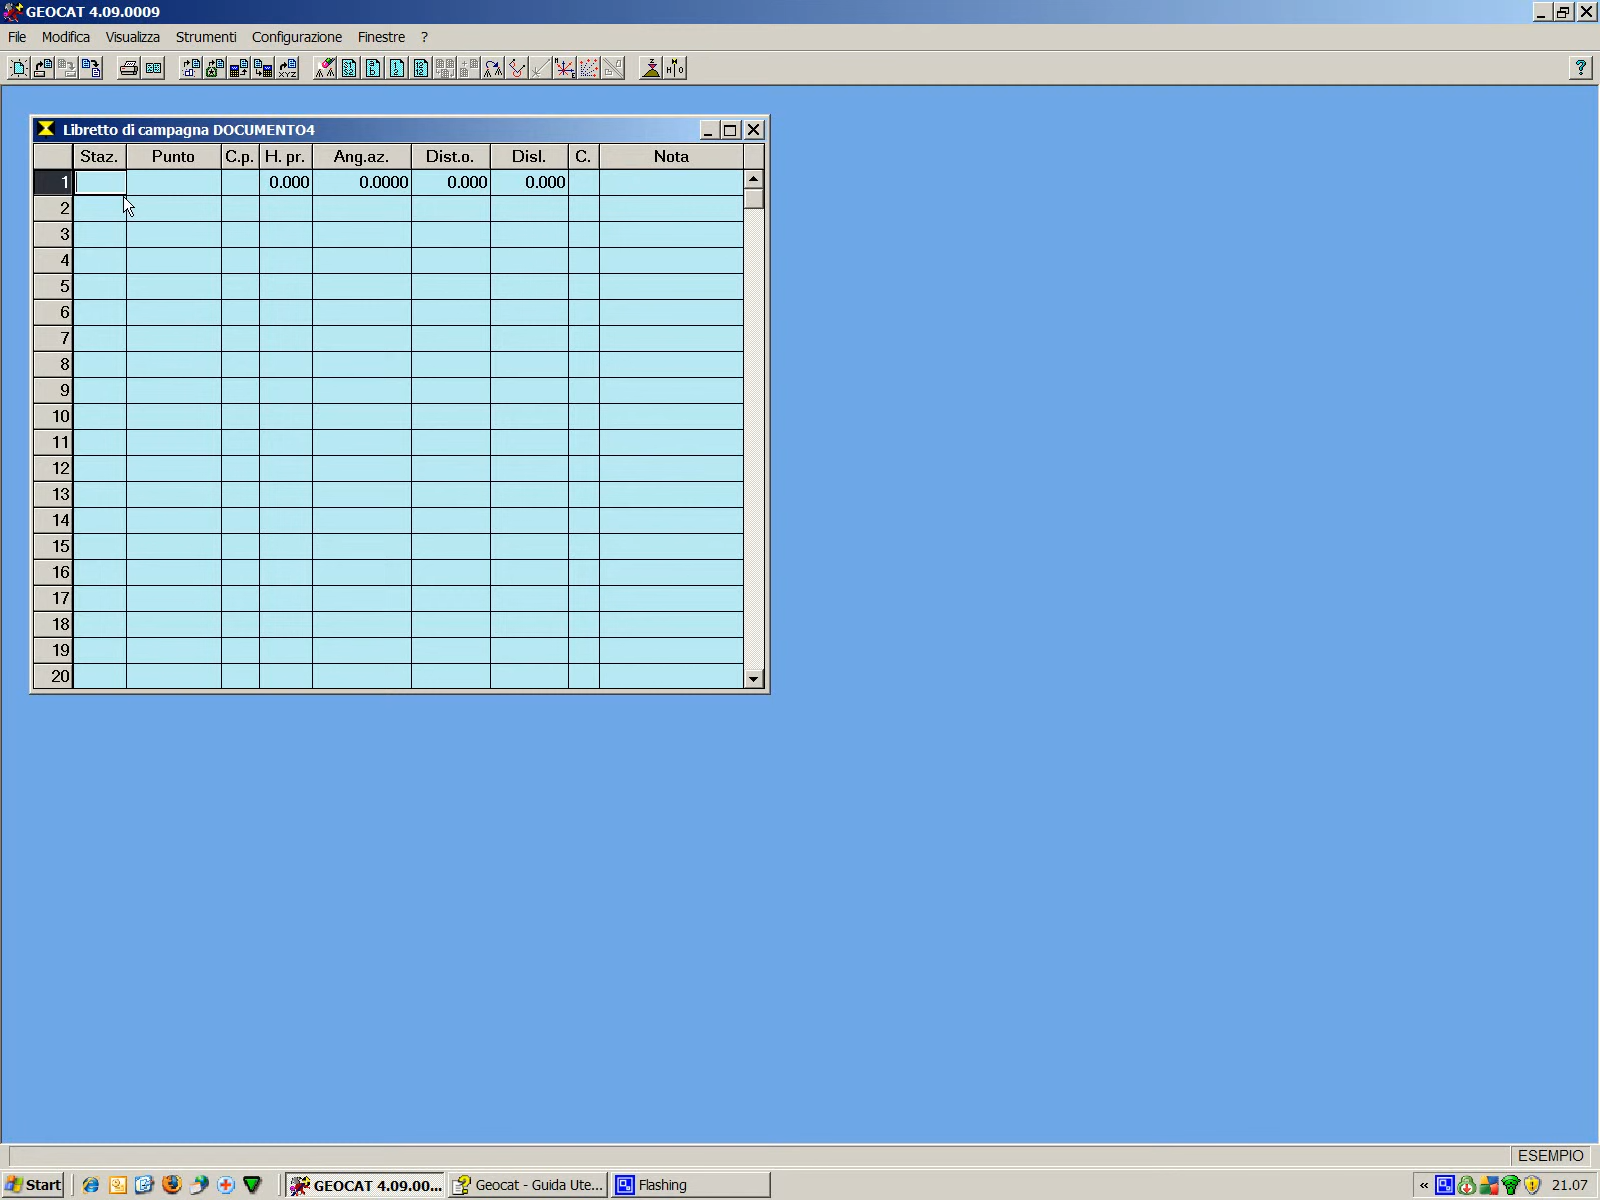 GEOCAT 4.09.0009
File Modifica Visualizza Strumenti Configurazione Finestre ?
Libretto di campagna DOCUMENTO4
Staz. Punto C.p. H. pr. Ang.az. Dist.o. Disl. C. Nota
1 0.000 0.0000 0.000 0.000
2
3
4
5
6
7
8
9
10
11
12
13
14
15
16
17
18
19
20
ESEMPIO
Start GEOCAT 4.09.00... Geocat - Guida Ute... Flashing « 21.07